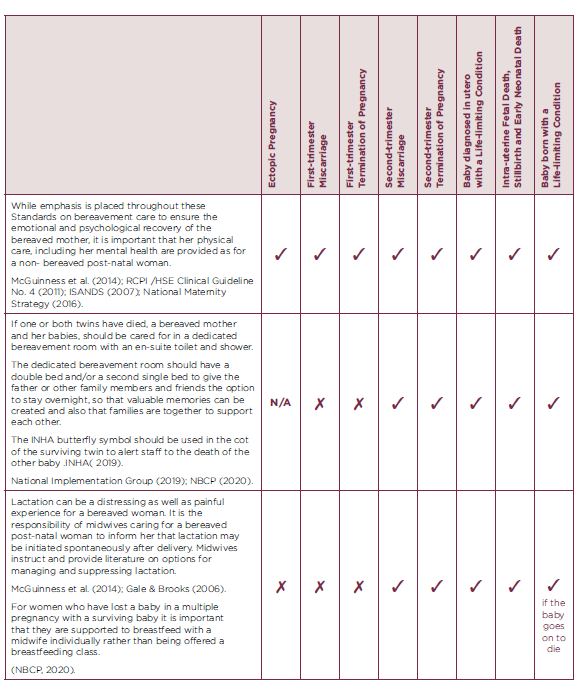 Ectopic Pregnancy
First-trimester
Miscarriage
First-trimester
Termination of Pregnancy
Second-trimester
Miscarriage
Second-trimester
Termination of Pregnancy
Baby diagnosed in utero
with a Life-limiting Condition
Intra-uterine Fetal Death,
Stillbirth and Early Neonatal Death
Baby born with a
Life-limiting Condition
While emphasis is placed throughout these
Standards on bereavement care to ensure the
emotional and psychological recovery of the
bereaved mother, it is important that her physical
care, including her mental health are provided as for
a non- bereaved post-natal woman.
McGuinness et al. (2014); RCPI /HSE Clinical Guideline
No. 4 (2011); ISANDS (2007); National Maternity
Strategy (2016).
✓ ✓ ✓ ✓ ✓ ✓ ✓ ✓
If one or both twins have died, a bereaved mother
and her babies, should be cared for in a dedicated
bereavement room with an en-suite toilet and shower.
The dedicated bereavement room should have a
double bed and/or a second single bed to give the
father or other family members and friends the option
to stay overnight, so that valuable memories can be
created and also that families are together to support
each other.
The INHA butterfly symbol should be used in the cot
of the surviving twin to alert staff to the death of the
other baby .INHA( 2019).
National Implementation Group (2019); NBCP (2020).
N/A ✗ ✗ ✓ ✓ ✓ ✓ ✓
Lactation can be a distressing as well as painful
experience for a bereaved woman. It is the
responsibility of midwives caring for a bereaved
post-natal woman to inform her that lactation may
be initiated spontaneously after delivery. Midwives
instruct and provide literature on options for
managing and suppressing lactation.
McGuinness et al. (2014); Gale & Brooks (2006).
For women who have lost a baby in a multiple
pregnancy with a surviving baby it is important
that they are supported to breastfeed with a
midwife individually rather than being offered a
breastfeeding class.
(NBCP, 2020).
✗ ✗ ✗ ✓ ✓ ✓ ✓ ✓
if the
baby
goes
on to
die